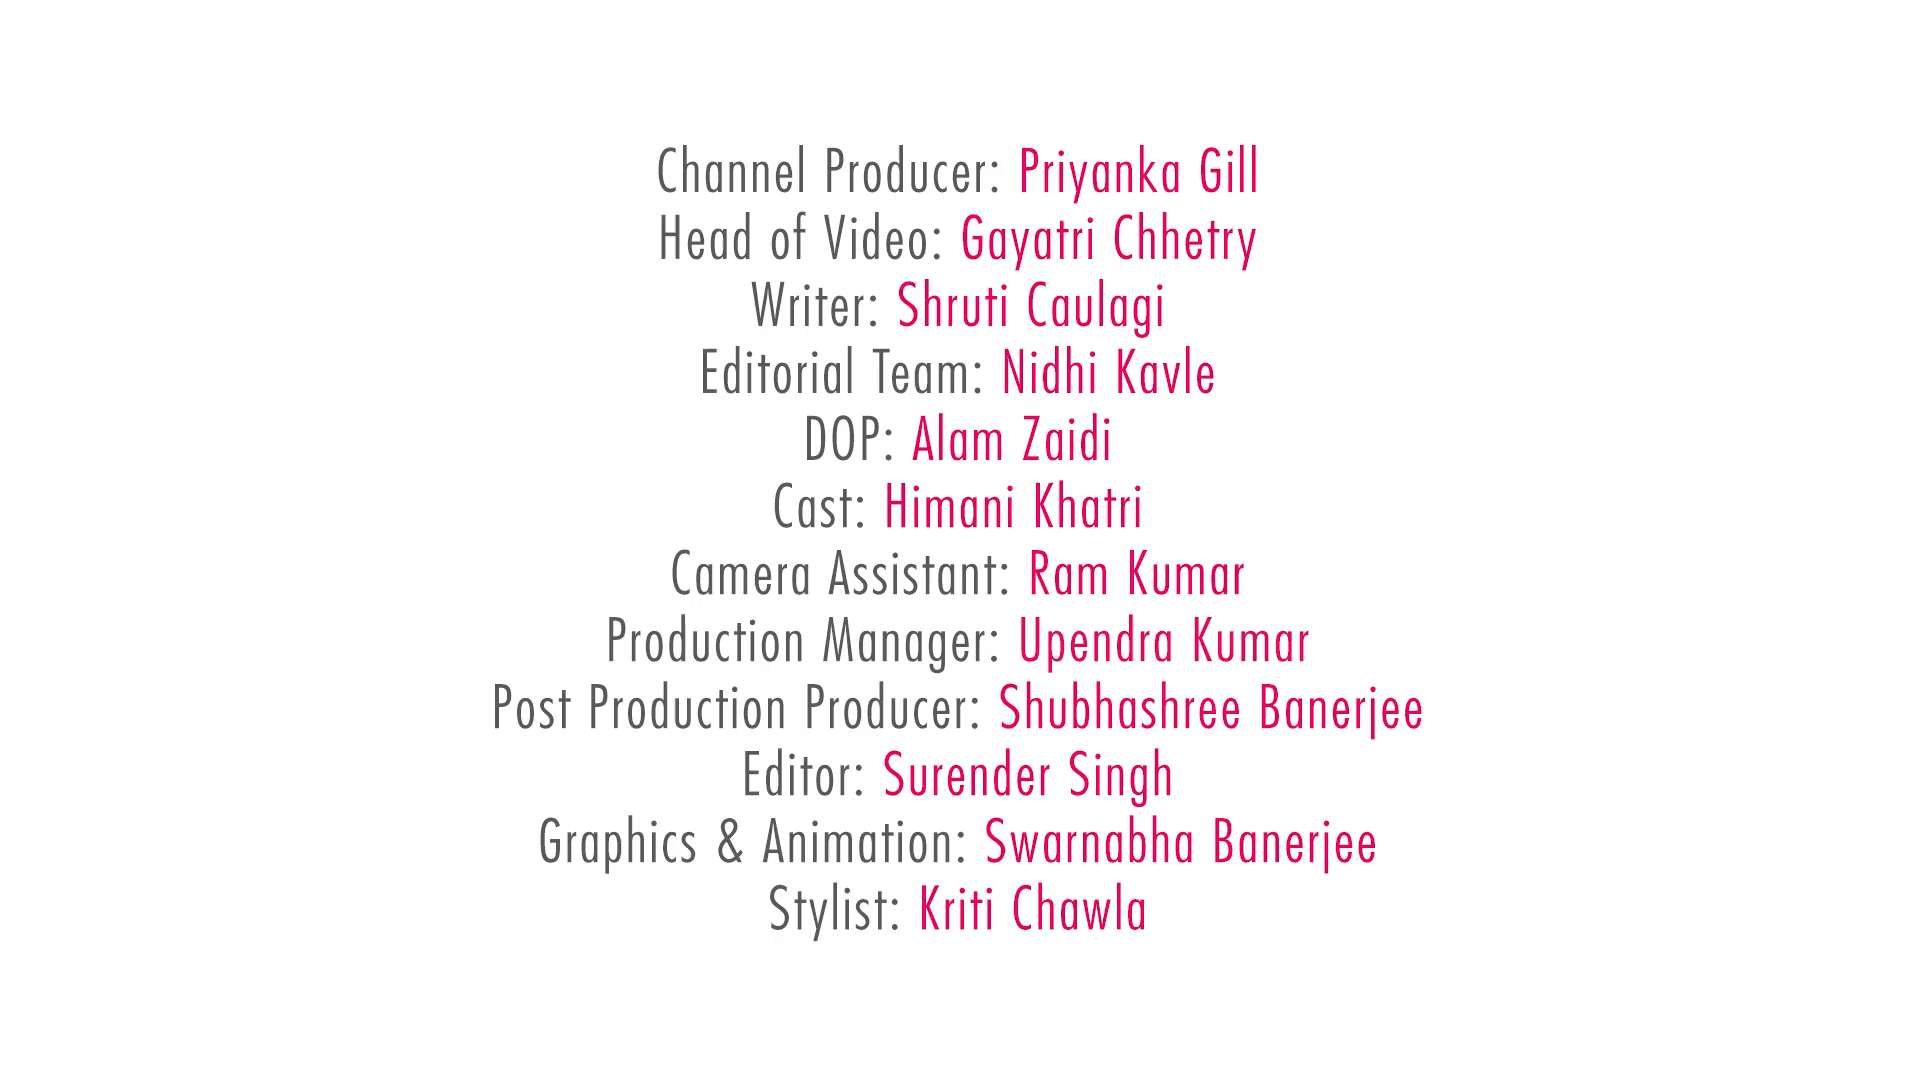 Channel Producer: Priyanka Gill
Head of Video: Gayatri Chhetry
Writer: Shruti Caulagi
Editorial Team: Nidhi Kavle
DOP: Alam Zaidi
Cast: Himani Khatri
Camera Assistant: Ram Kumar
Production Manager: Upendra Kumar
Post Production Producer: Shubhashree Banerjee
Editor: Surender Singh
Graphics & Animation: Swarnabha Banerjee
Stylist: Kriti Chawla